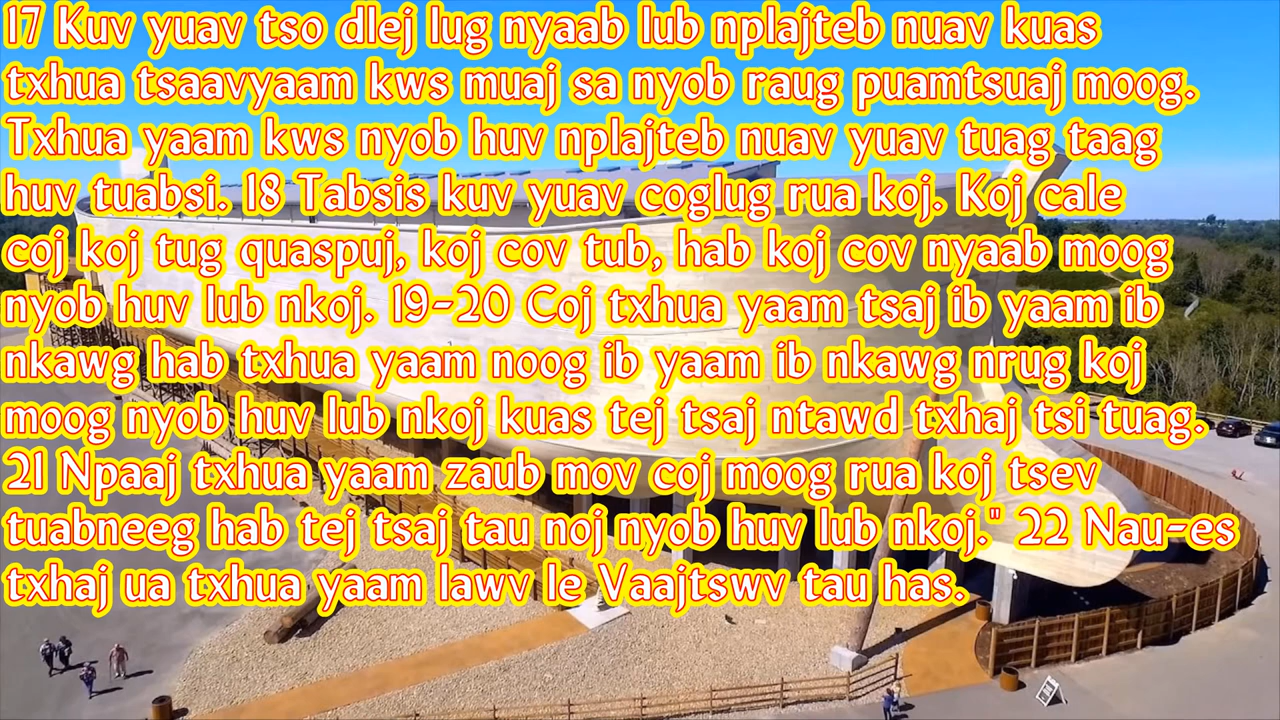 17 Kuv yuav tso dlej lug nyaab lub nplajteb nuav kuas
txhua tsaavyaam kws muaj sa nyob raug puamtsuaj moog.
Txhua yaam kws nyob huv nplajteb nuav yuav tuag taag
huv tuabsi. 18 Tabsis kuv yuav coglug rua koj. Koj cale
coj koj tug quaspuj, koj cov tub, hab koj cov nyaab moog
nyob huv lub nkoj. 19-20 Coj txhua yaam tsaj ib yaam ib
nkawg hab txhua yaam noog ib yaam ib nkawg nrug koj
moog nyob huv lub nkoj kuas tej tsaj ntawd txhaj tsi tuag.
21 Npaaj txhua yaam zaub mov coj moog rua koj tsev
tuabneeg hab tej tsaj tau noj nyob huv lub nkoj." 22 Nau-es
txhaj ua txhua yaam lawv le Vaajtswv tau has.